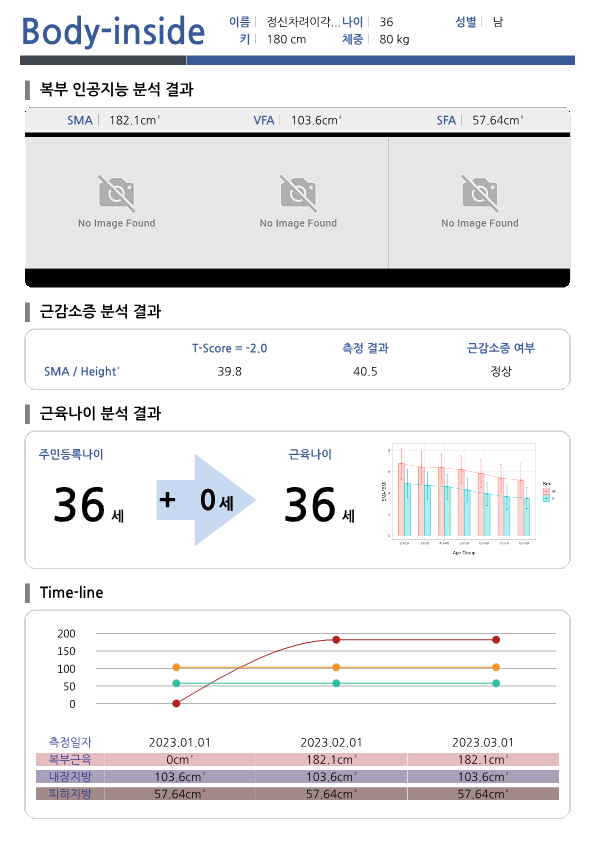 Body-inside
이름 정신차려이각... 나이 36 성별 남
키 180 cm 체중 80 kg
복부 인공지능 분석 결과
SMA 182.1cm² VFA 103.6cm² SFA 57.64cm²
No Image Found No Image Found No Image Found
근감소증 분석 결과
T-Score = -2.0 측정 결과 근감소증 여부
SMA / Height² 39.8 40.5 정상
근육나이 분석 결과
주민등록나이 근육나이
36 세 + 0 세 36 세
Age Group
Time-line
200
150
100
50
0
측정일자 2023.01.01 2023.02.01 2023.03.01
복부근육 0cm² 182.1cm² 182.1cm²
내장지방 103.6cm² 103.6cm² 103.6cm²
피하지방 57.64cm² 57.64cm² 57.64cm²